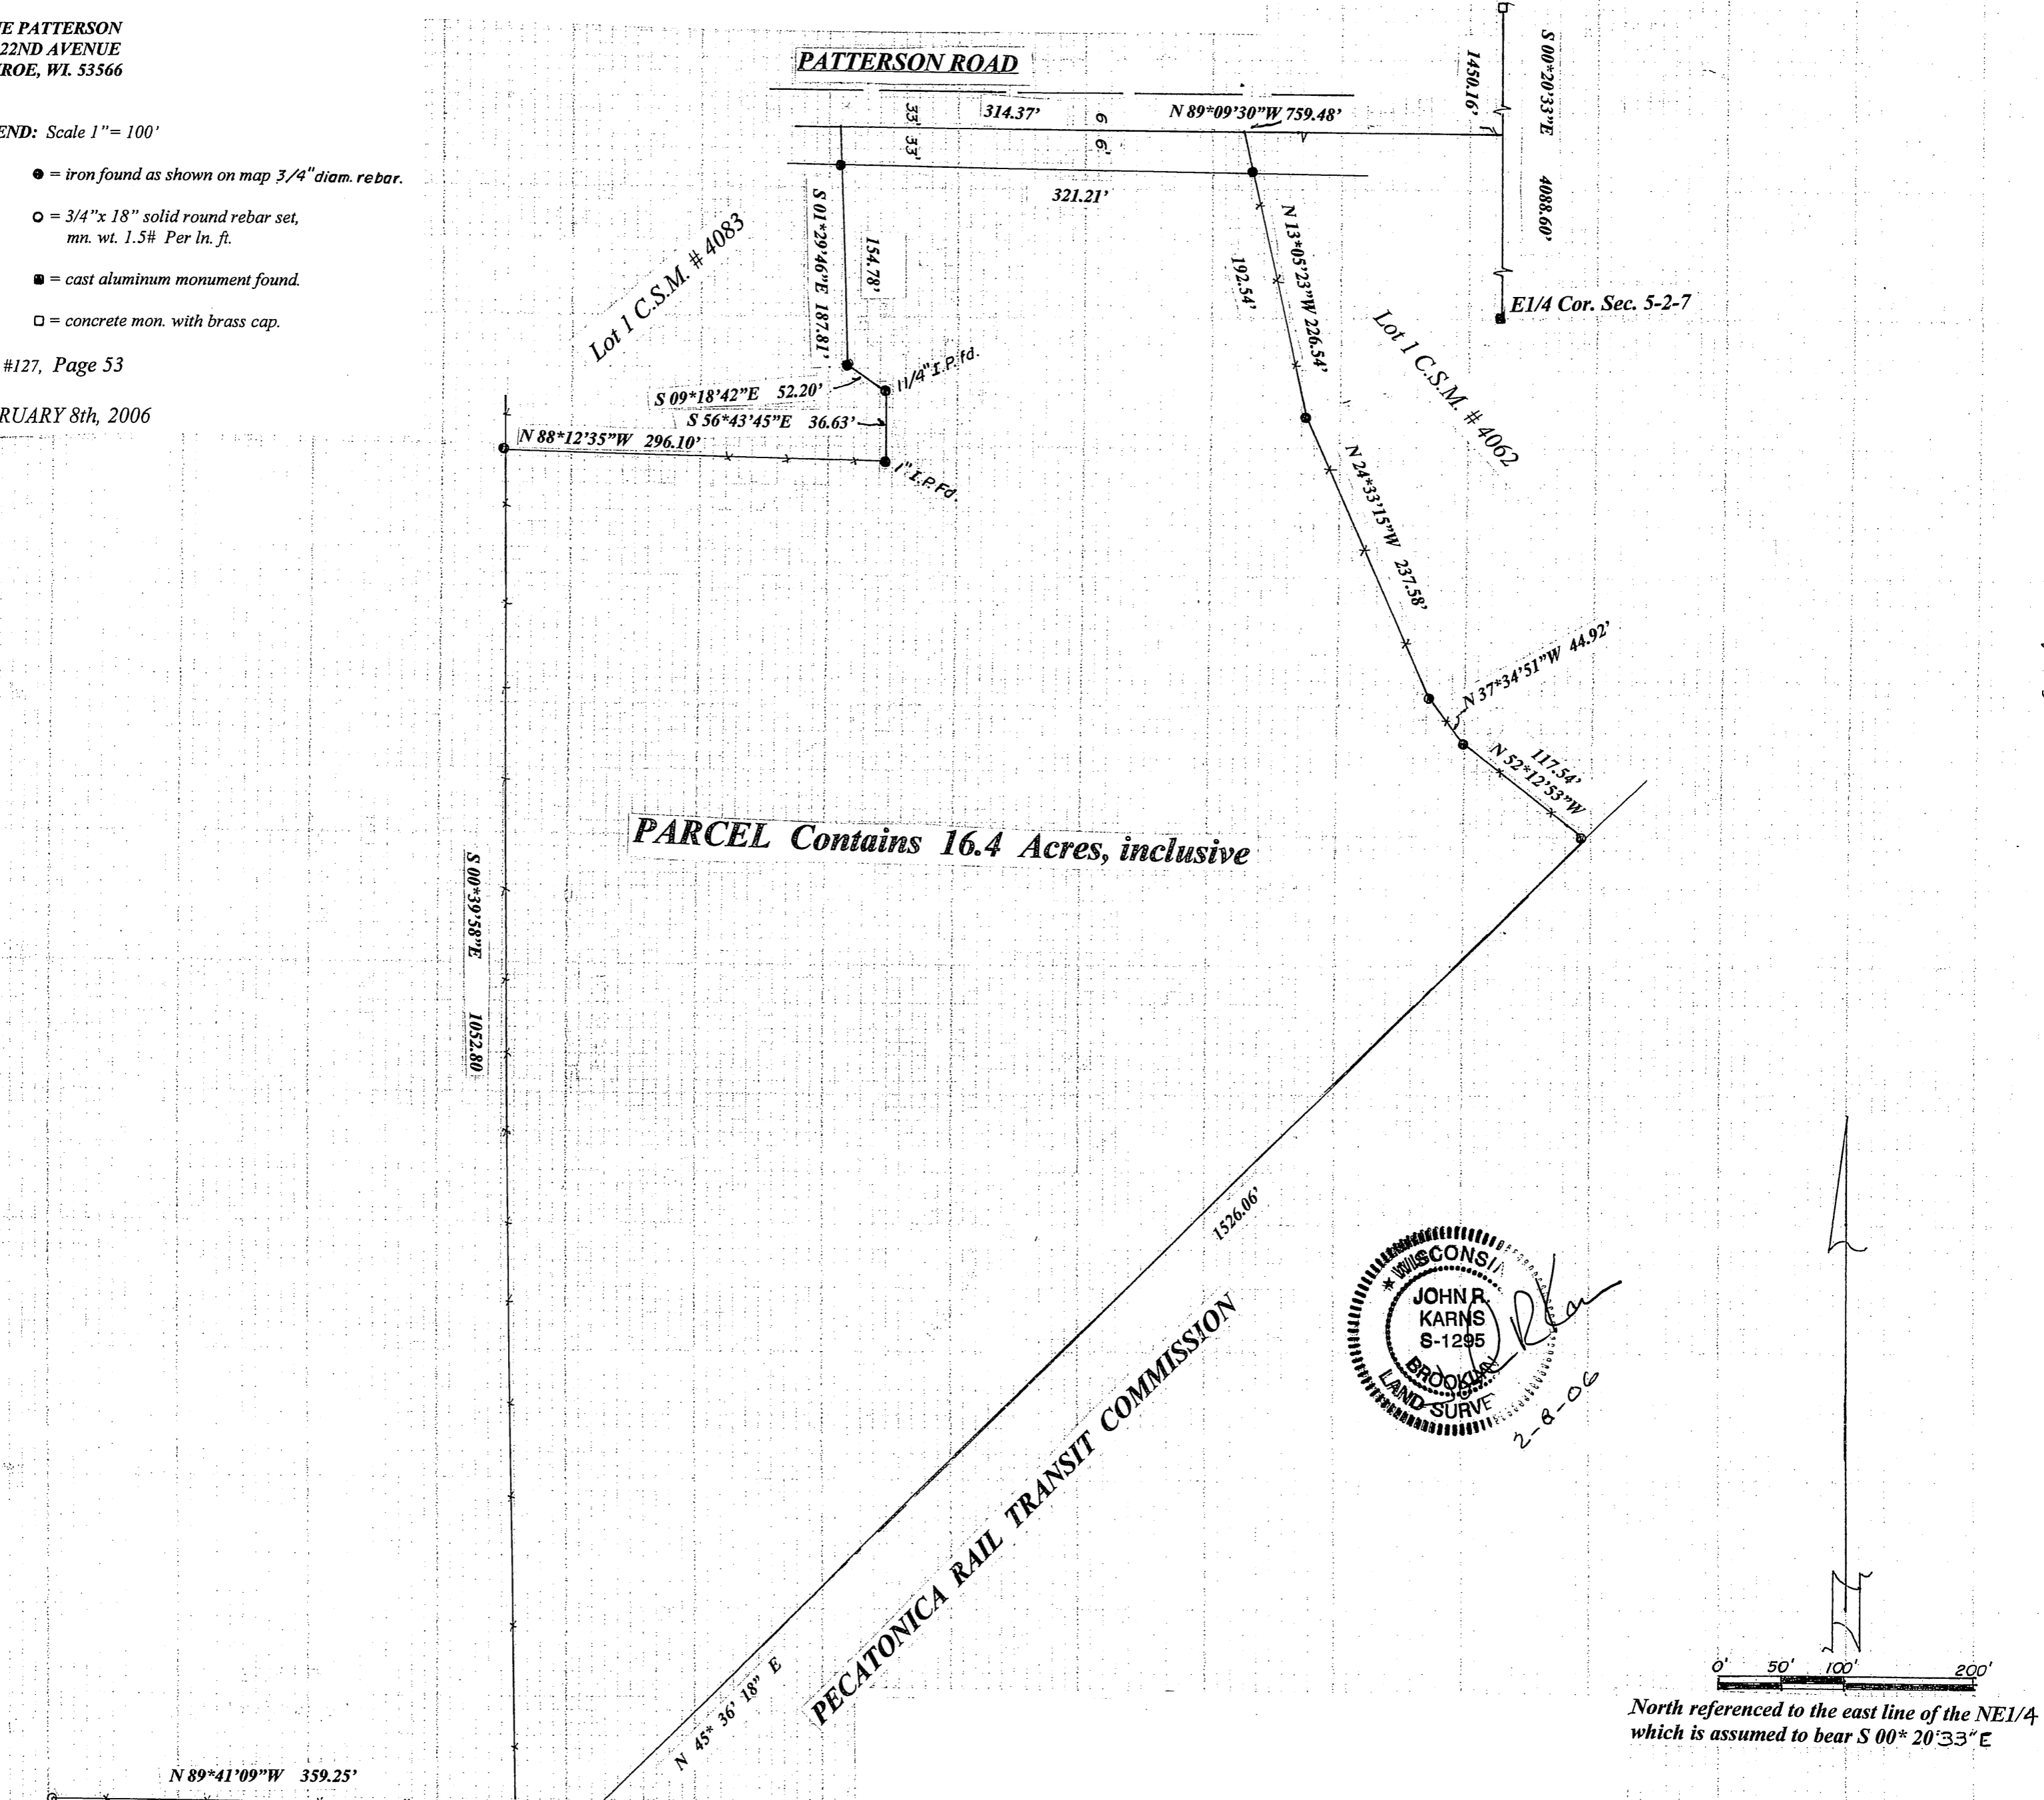 IE PATTERSON
22ND AVENUE
ROE, WI. 53566
END: Scale 1”= 100’
= iron found as shown on map 3/4" diam. rebar.
= 3/4”x 18” solid round rebar set,
mn. wt. 1.5# Per ln. ft.
= cast aluminum monument found.
= concrete mon. with brass cap.
#127, Page 53
RUARY 8th, 2006
PATTERSON ROAD
33’ 33’
314.37’
6 6’
N 89*09’30”W 759.48’
1450.16’
S 00*20’33”E 4088.60’
E1/4 Cor. Sec. 5-2-7
321.21’
Lot 1 C.S.M. # 4083
S 01*29’46”E 187.81’
154.78’
N 13*05’23”W 226.54’
192.54’
Lot 1 C.S.M. # 4062
1 1/4" I.P. fd.
S 09*18’42”E 52.20’
S 56*43’45”E 36.63’
N 88*12’35”W 296.10’
1" I.P. Fd.
N 24*33’15”W 237.58’
N 37*34’51”W 44.92’
117.54’
N 52*12’53”W
PARCEL Contains 16.4 Acres, inclusive
S 00*39’58”E 1052.80
1526.06’
PECATONICA RAIL TRANSIT COMMISSION
N 45* 36’ 18” E
★ WISCONSI
JOHN R.
KARNS
S-1295
BROOKLYN
LAND SURVE
2-8-06
N
0' 50' 100' 200'
North referenced to the east line of the NE1/4
which is assumed to bear S 00* 20'33"E
N 89*41’09”W 359.25’